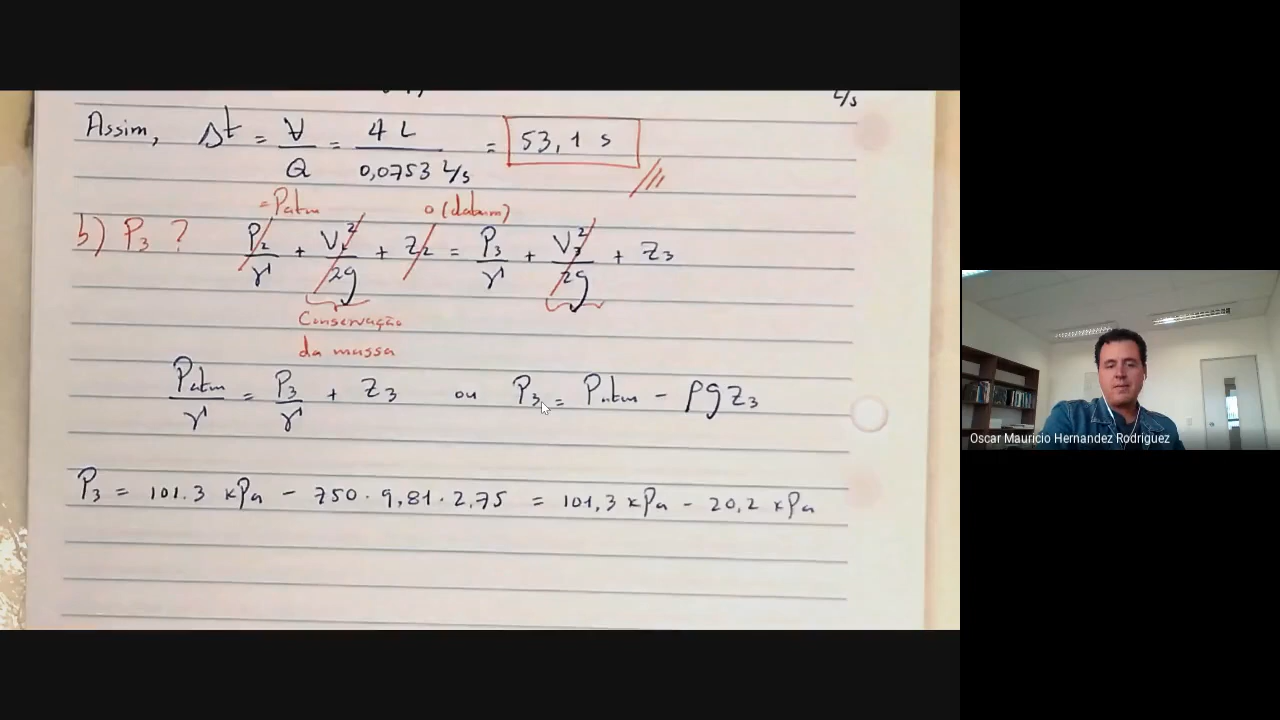 L/s
Assim, Δt = V/Q = 4 L / 0,0753 L/s = 53,1 s
= Patm 0 (datum)
b) P3 ? P2/γ + V2²/2g + Z2 = P3/γ + V3²/2g + Z3
Conservação
da massa
Patm/γ = P3/γ + Z3 ou P3 = Patm - ρgZ3
P3 = 101.3 kPa - 750 · 9,81 · 2,75 = 101,3 kPa - 20,2 kPa
Oscar Mauricio Hernandez Rodriguez